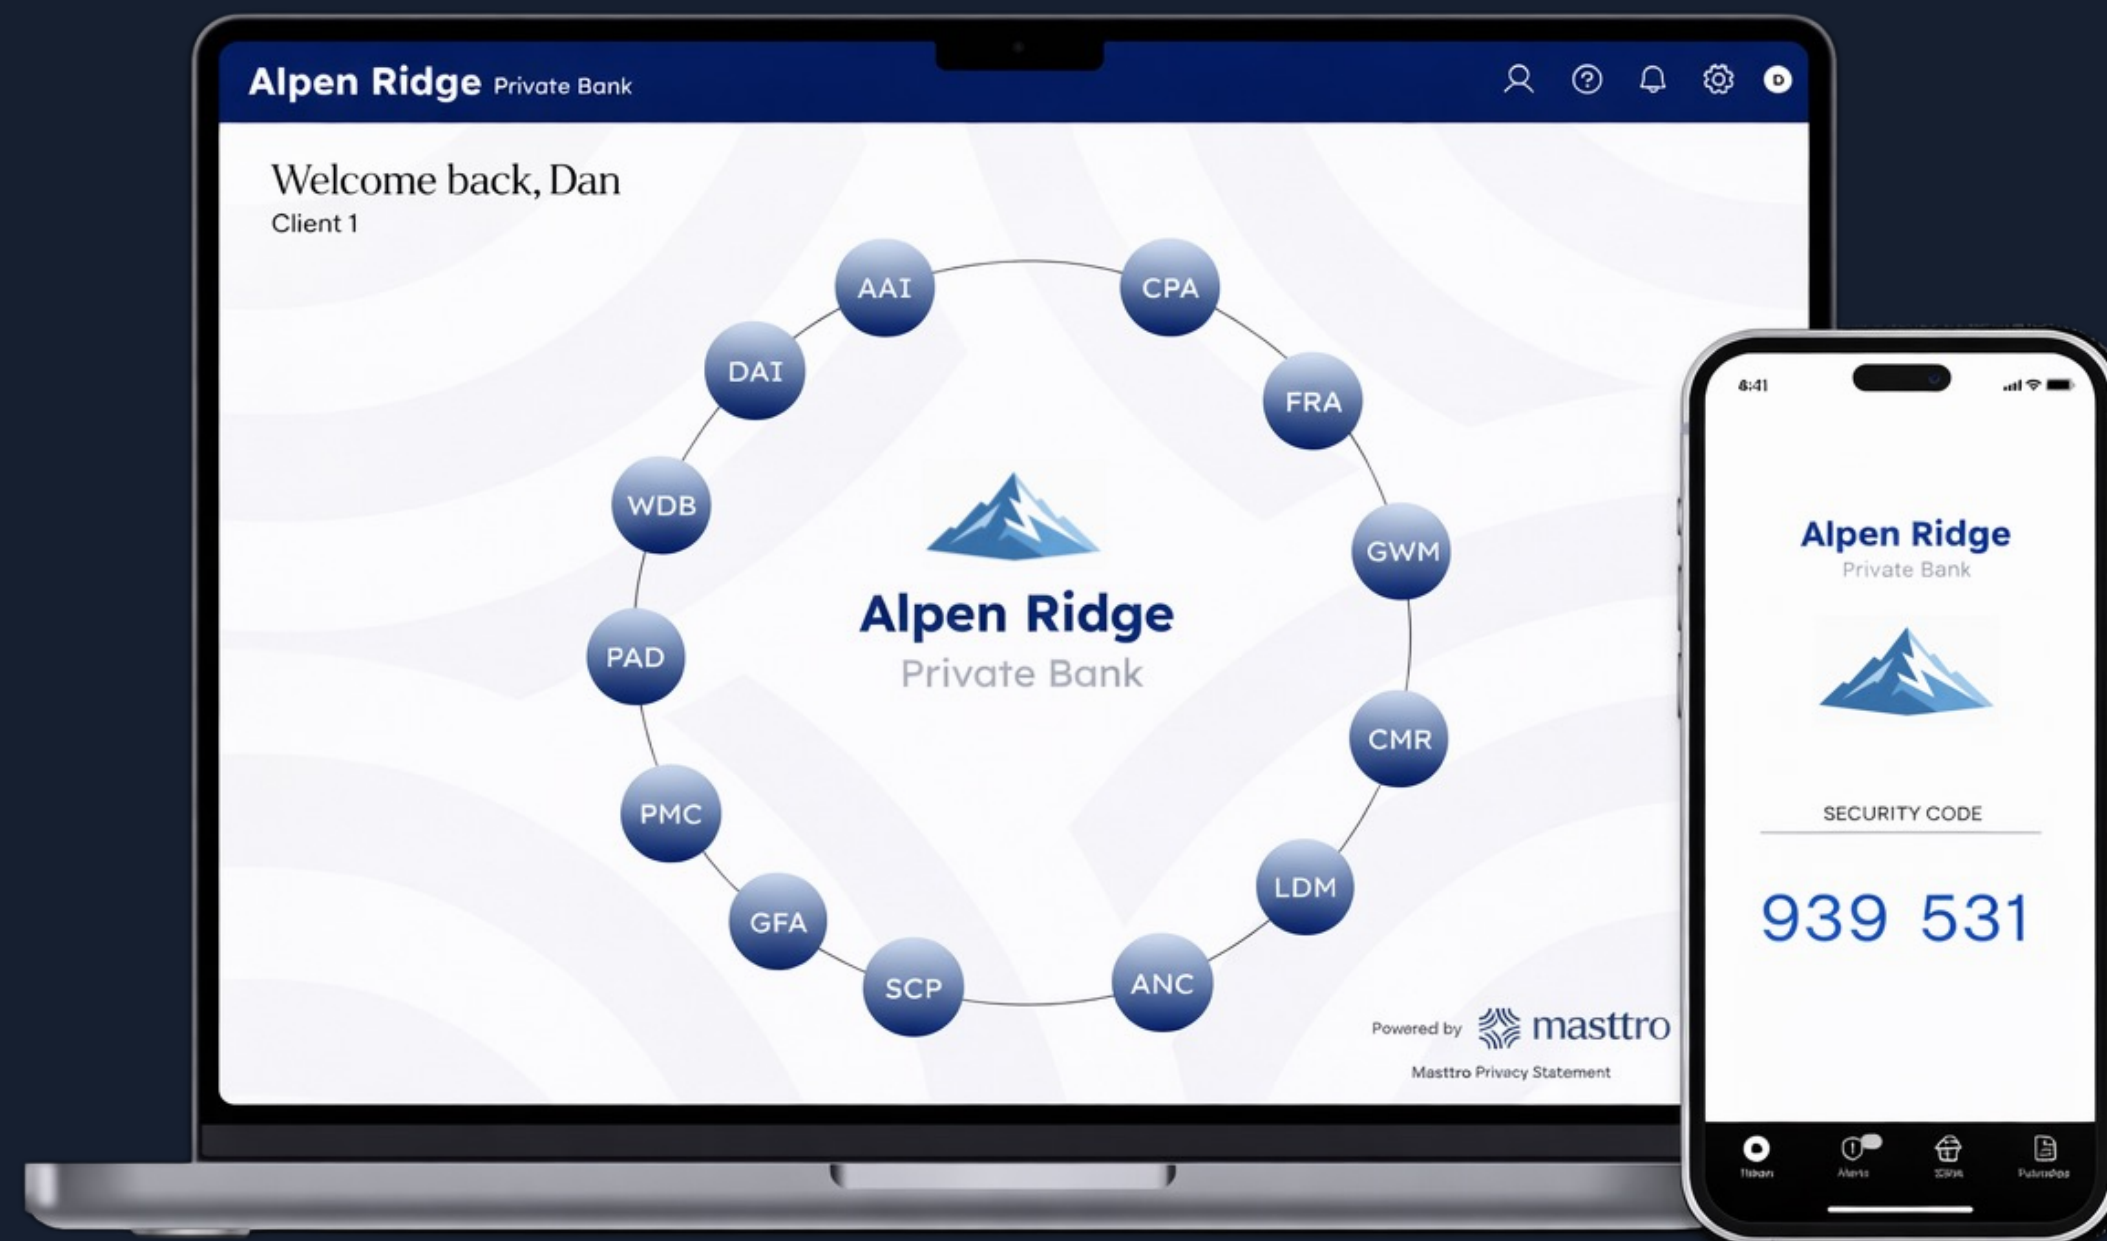 Alpen Ridge Private Bank
D
Welcome back, Dan
Client 1
AAI
CPA
DAI
FRA
WDB
GWM
PAD
CMR
PMC
LDM
GFA
SCP
ANC
Alpen Ridge
Private Bank
Powered by masttro
Masttro Privacy Statement
Alpen Ridge
Private Bank
SECURITY CODE
939 531